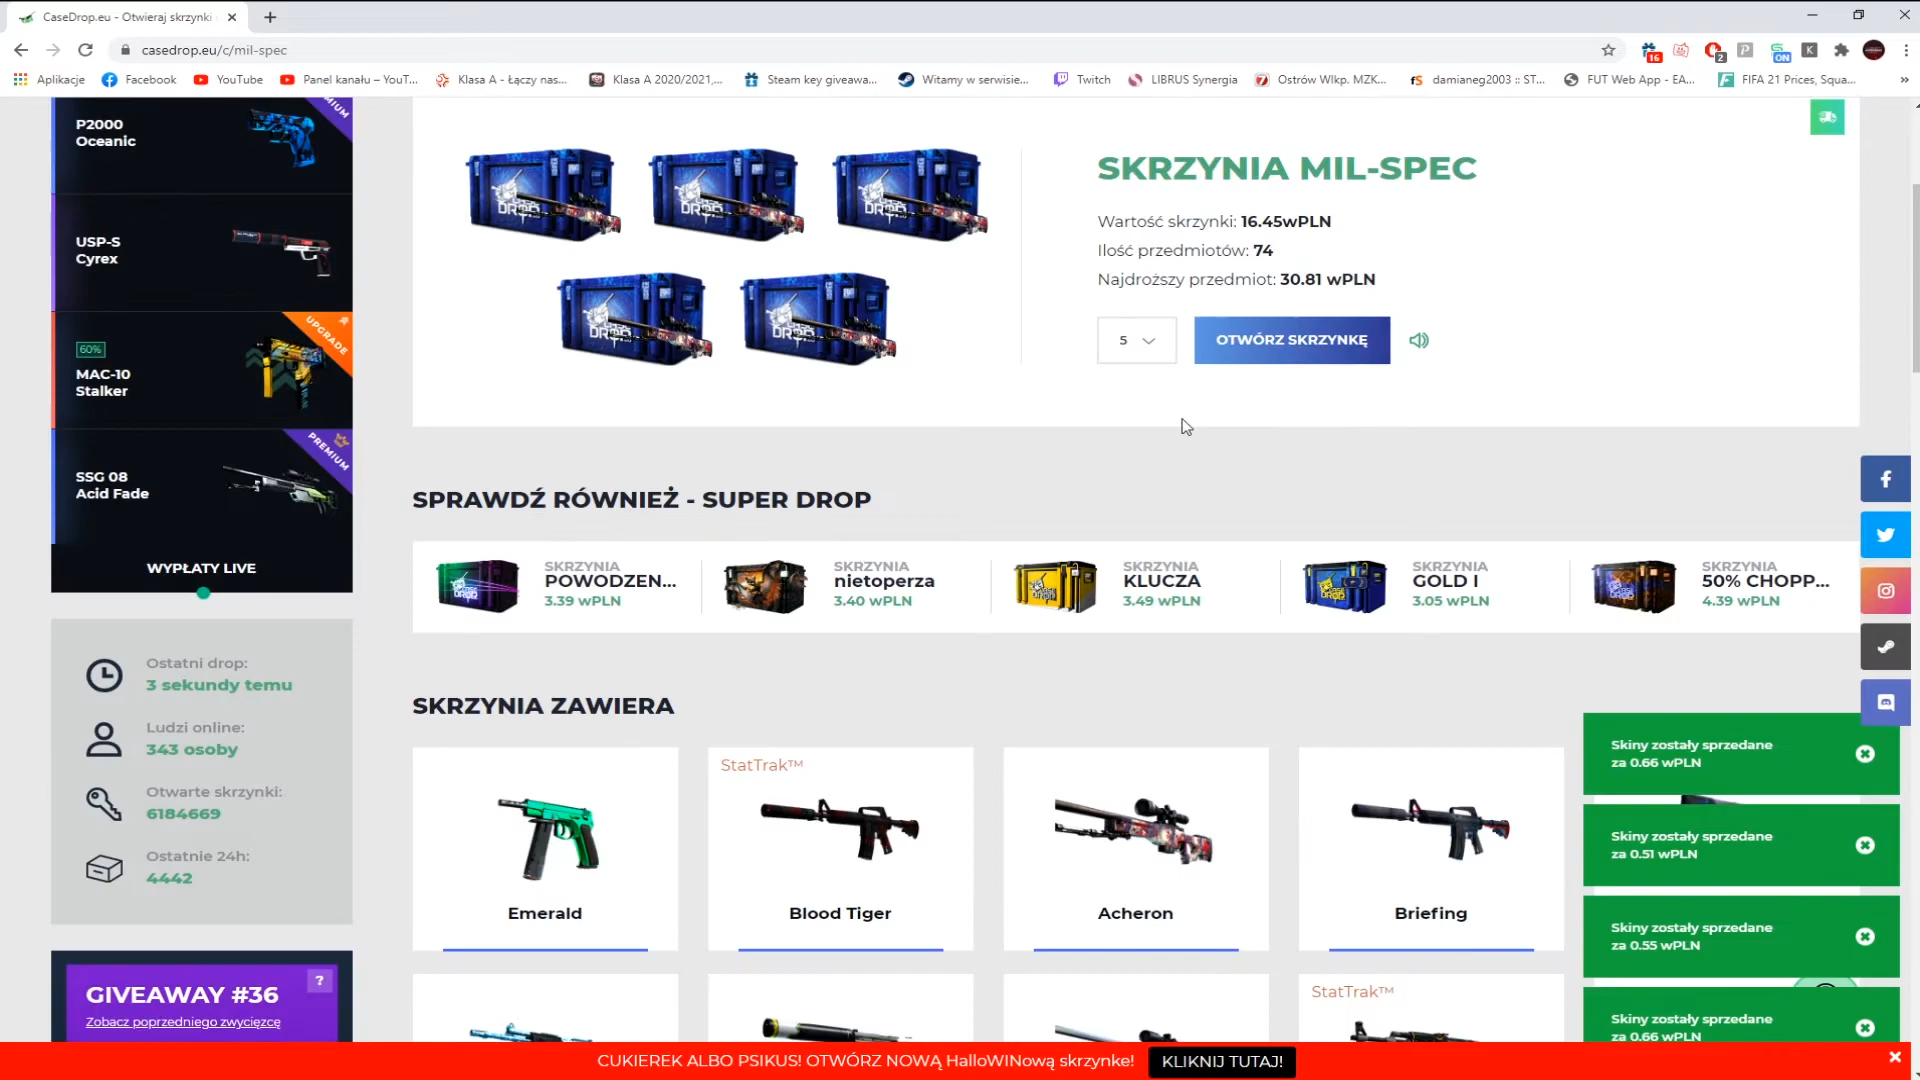 CaseDrop.eu - Otwieraj skrzynki
casedrop.eu/c/mil-spec
16
2
ON
Aplikacje
Facebook
YouTube
Panel kanału – YouT...
Klasa A - Łączy nas...
Klasa A 2020/2021,...
Steam key giveawa...
Witamy w serwisie...
Twitch
LIBRUS Synergia
Ostrów Wlkp. MZK...
damianeg2003 :: ST...
FUT Web App - EA...
FIFA 21 Prices, Squa...
P2000
Oceanic
USP-S
Cyrex
UPGRADE
60%
MAC-10
Stalker
PREMIUM
SSG 08
Acid Fade
WYPŁATY LIVE
Ostatni drop:
3 sekundy temu
Ludzi online:
343 osoby
Otwarte skrzynki:
6184669
Ostatnie 24h:
4442
GIVEAWAY #36
?
Zobacz poprzedniego zwycięzcę
SKRZYNIA MIL-SPEC
Wartość skrzynki: 16.45wPLN
Ilość przedmiotów: 74
Najdroższy przedmiot: 30.81 wPLN
5
OTWÓRZ SKRZYNKĘ
SPRAWDŹ RÓWNIEŻ - SUPER DROP
SKRZYNIA
POWODZEN...
3.39 wPLN
SKRZYNIA
nietoperza
3.40 wPLN
SKRZYNIA
KLUCZA
3.49 wPLN
SKRZYNIA
GOLD I
3.05 wPLN
SKRZYNIA
50% CHOPP...
4.39 wPLN
SKRZYNIA ZAWIERA
Emerald
StatTrak™
Blood Tiger
Acheron
Briefing
StatTrak™
Skiny zostały sprzedane
za 0.66 wPLN
Skiny zostały sprzedane
za 0.51 wPLN
Skiny zostały sprzedane
za 0.55 wPLN
Skiny zostały sprzedane
za 0.66 wPLN
CUKIEREK ALBO PSIKUS! OTWÓRZ NOWĄ HalloWINową skrzynke!
KLIKNIJ TUTAJ!